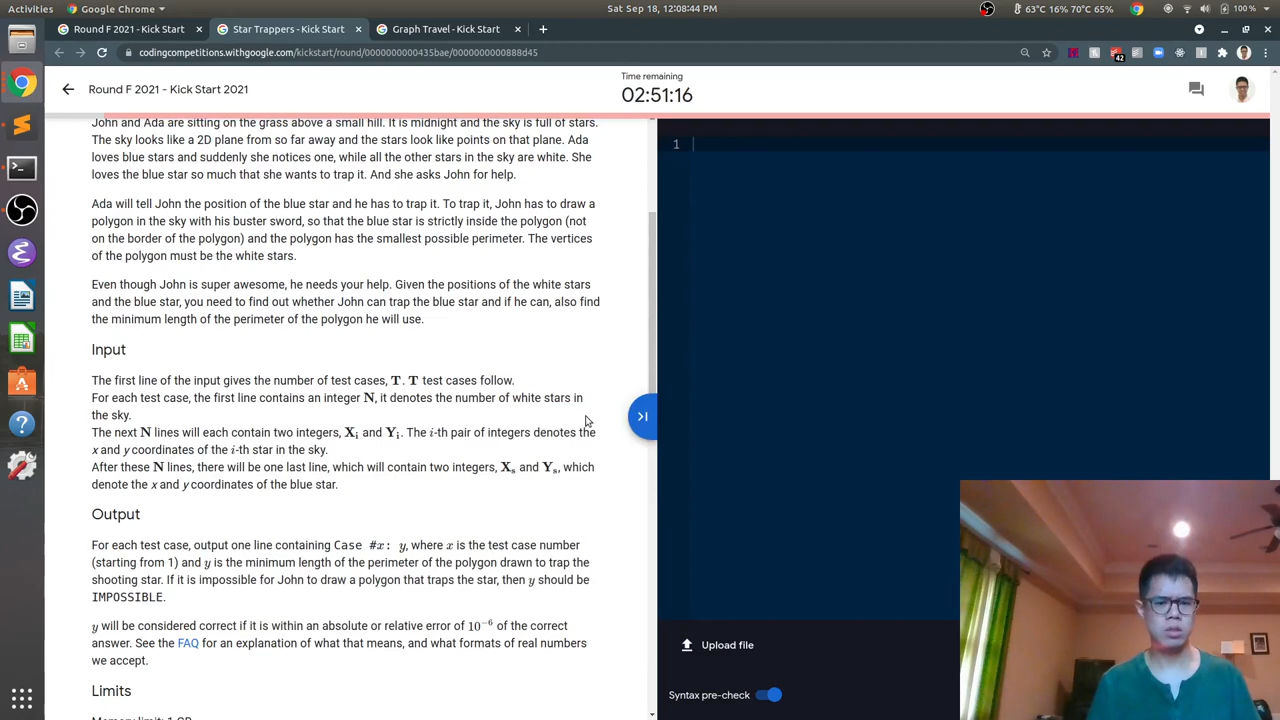 Activities
Google Chrome
Sat Sep 18, 12:08:44 PM
63°C 16% 70°C 65%
100 %
Round F 2021 - Kick Start
Star Trappers - Kick Start
Graph Travel - Kick Start
codingcompetitions.withgoogle.com/kickstart/round/0000000000435bae/0000000000888d45
42
Round F 2021 - Kick Start 2021
Time remaining
02:51:16
John and Ada are sitting on the grass above a small hill. It is midnight and the sky is full of stars.
The sky looks like a 2D plane from so far away and the stars look like points on that plane. Ada
loves blue stars and suddenly she notices one, while all the other stars in the sky are white. She
loves the blue star so much that she wants to trap it. And she asks John for help.
Ada will tell John the position of the blue star and he has to trap it. To trap it, John has to draw a
polygon in the sky with his buster sword, so that the blue star is strictly inside the polygon (not
on the border of the polygon) and the polygon has the smallest possible perimeter. The vertices
of the polygon must be the white stars.
Even though John is super awesome, he needs your help. Given the positions of the white stars
and the blue star, you need to find out whether John can trap the blue star and if he can, also find
the minimum length of the perimeter of the polygon he will use.
Input
The first line of the input gives the number of test cases, T. T test cases follow.
For each test case, the first line contains an integer N, it denotes the number of white stars in
the sky.
The next N lines will each contain two integers, Xi and Yi. The i-th pair of integers denotes the
x and y coordinates of the i-th star in the sky.
After these N lines, there will be one last line, which will contain two integers, Xs and Ys, which
denote the x and y coordinates of the blue star.
Output
For each test case, output one line containing Case #x: y, where x is the test case number
(starting from 1) and y is the minimum length of the perimeter of the polygon drawn to trap the
shooting star. If it is impossible for John to draw a polygon that traps the star, then y should be
IMPOSSIBLE.
y will be considered correct if it is within an absolute or relative error of 10⁻⁶ of the correct
answer. See the FAQ for an explanation of what that means, and what formats of real numbers
we accept.
Limits
1
Upload file
Syntax pre-check